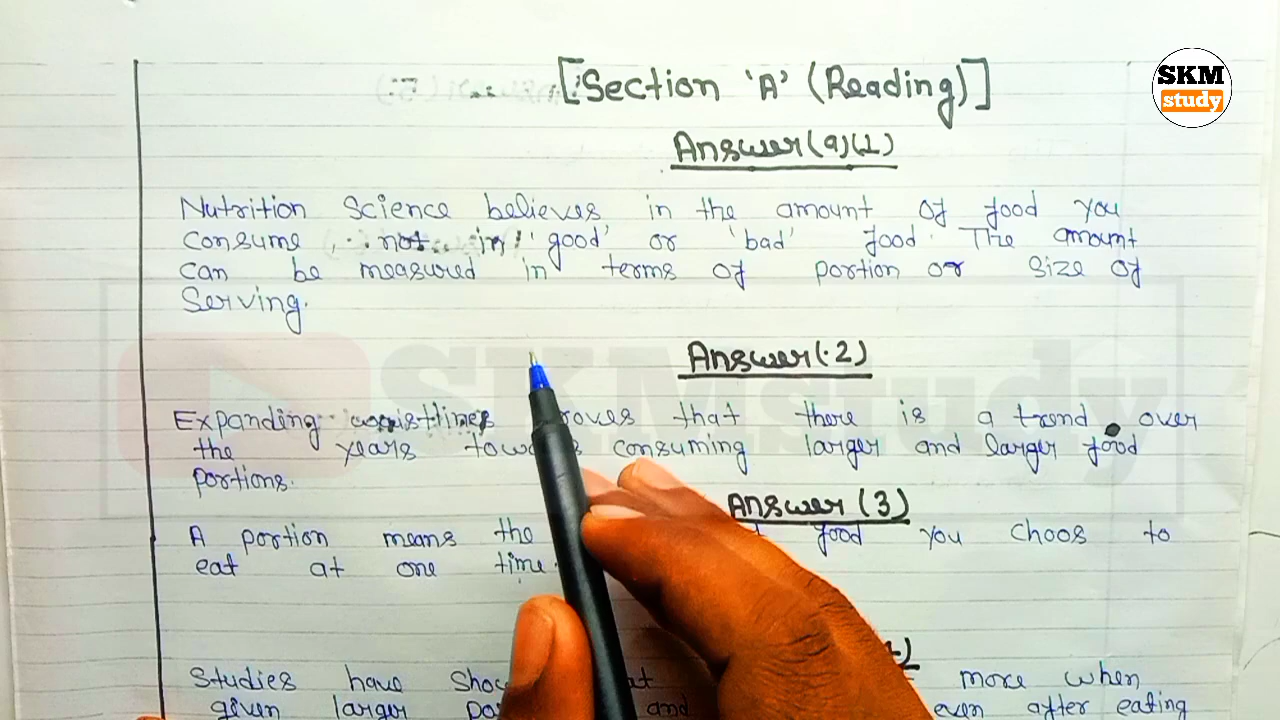 [Section 'A' (Reading)]
SKM
study
Answer(a)(1)
Nutrition Science believes in the amount of food you
consume, not in 'good' or 'bad' food. The amount
can be measured in terms of portion or size of
Serving.
Answer(.2)
Expanding proves that there is a trend over
the years consuming larger and larger food
portions.
Answer (3)
A portion means the food you choos to
eat at one time.
Studies have more when
given larger and even after eating
SKMstudy